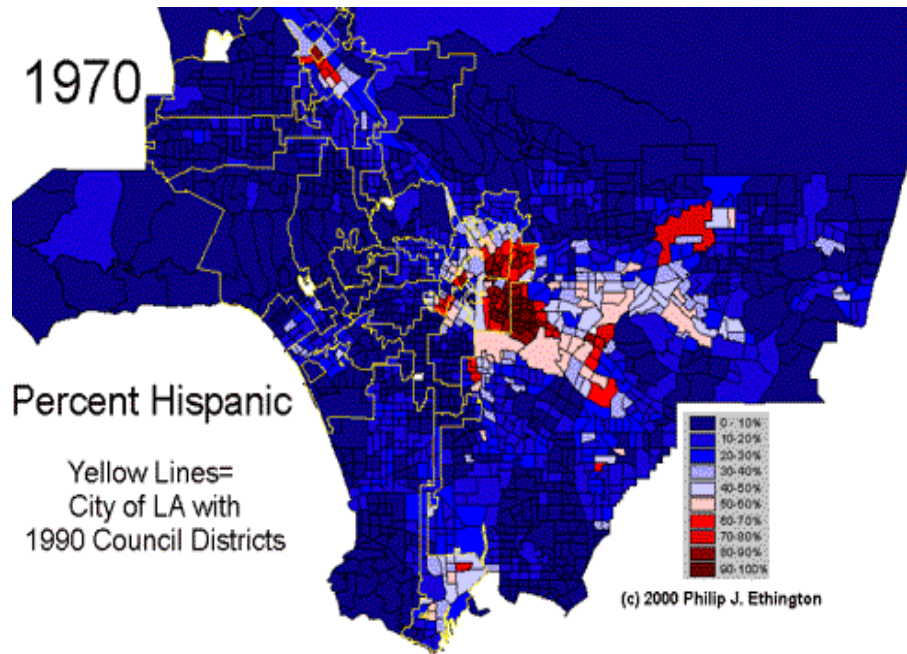 1970
Percent Hispanic
Yellow Lines=
City of LA with
1990 Council Districts
0 - 10%
10-20%
20-30%
30-40%
40-50%
50-60%
60-70%
70-80%
80-90%
90-100%
(c) 2000 Philip J. Ethington